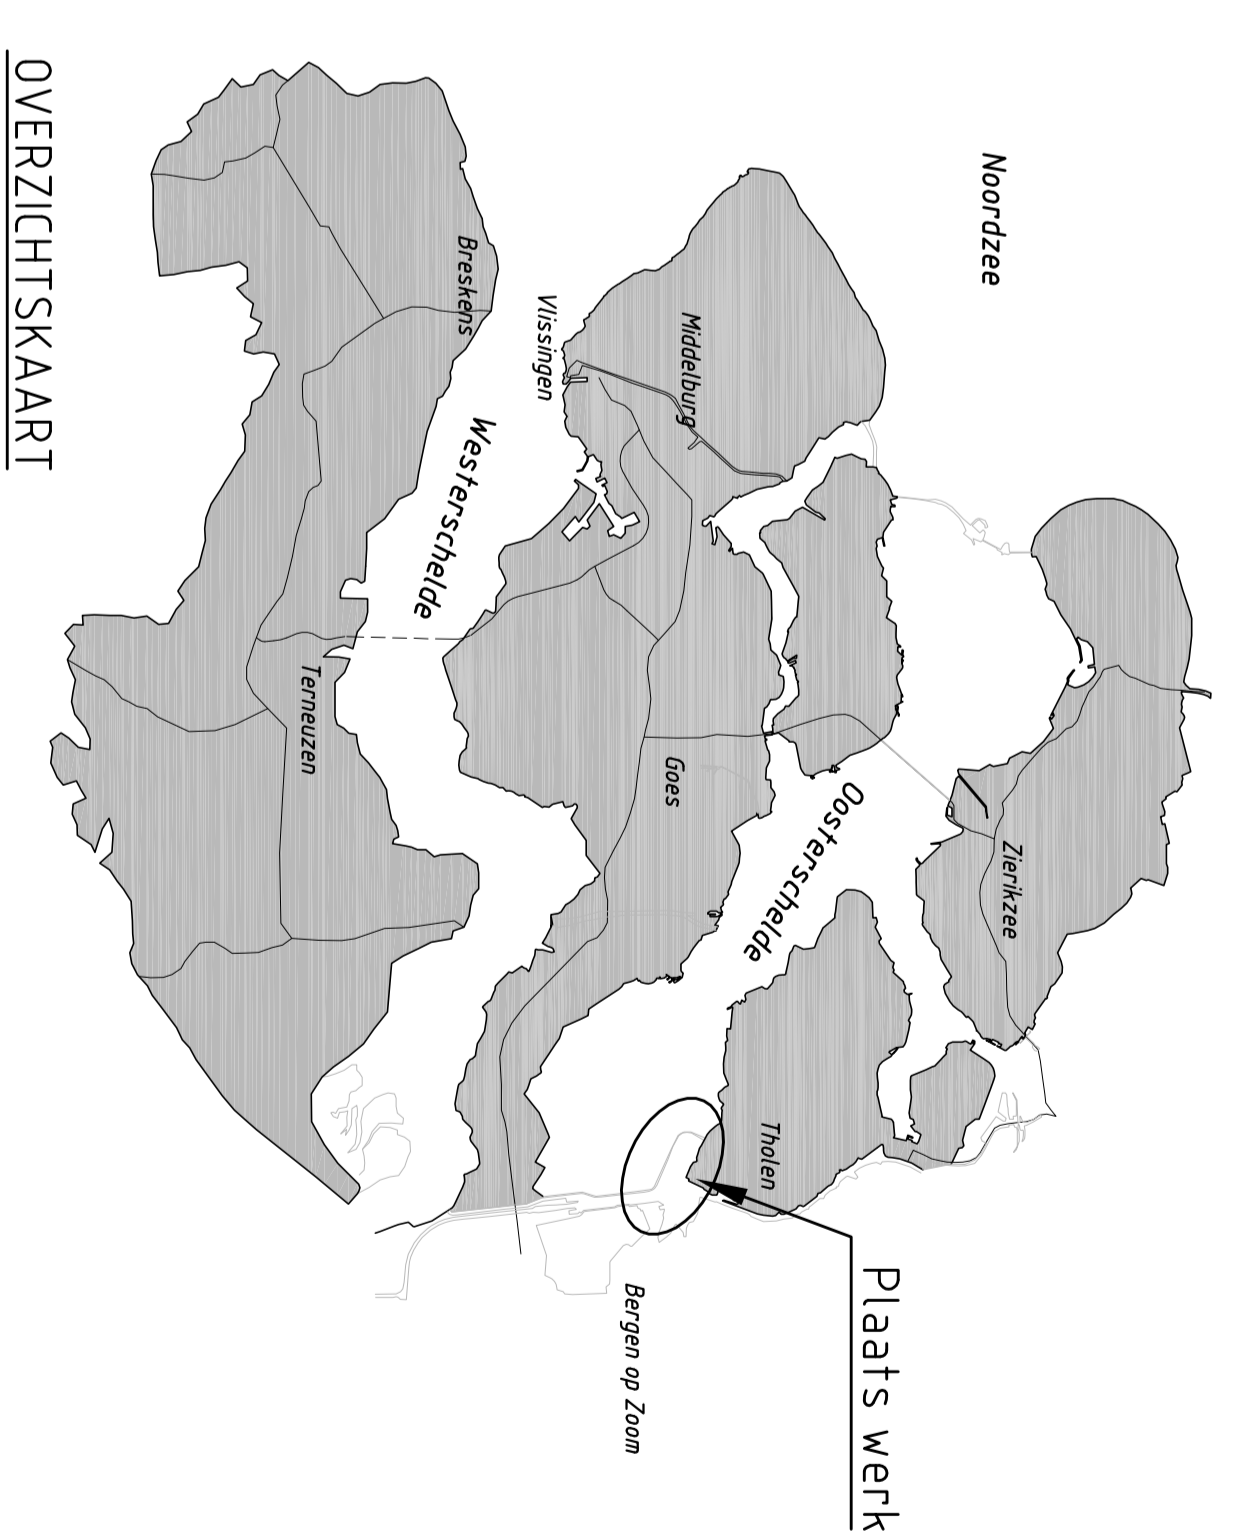 Noordzee
Zierikzee
Plaats werk
Oosterschelde
Tholen
Middelburg
Goes
Bergen op Zoom
Vlissingen
Westerschelde
Breskens
Terneuzen
OVERZICHTSKAART